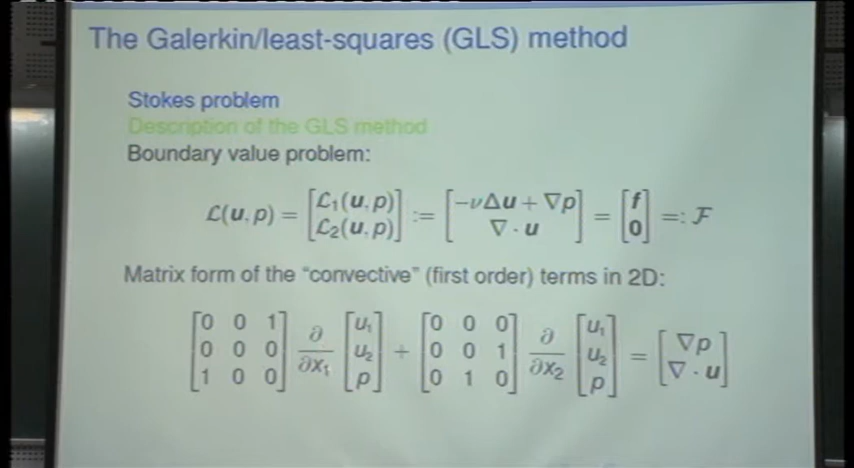 The Galerkin/least-squares (GLS) method
Stokes problem
Description of the GLS method
Boundary value problem:
𝓛(u, p) = [𝓛₁(u, p) ; 𝓛₂(u, p)] := [−νΔu + ∇p ; ∇ · u] = [f ; 0] =: 𝓕
Matrix form of the “convective” (first order) terms in 2D:
[0 0 1 ; 0 0 0 ; 1 0 0] ∂/∂x₁ [u₁ ; u₂ ; p] + [0 0 0 ; 0 0 1 ; 0 1 0] ∂/∂x₂ [u₁ ; u₂ ; p] = [∇p ; ∇ · u]